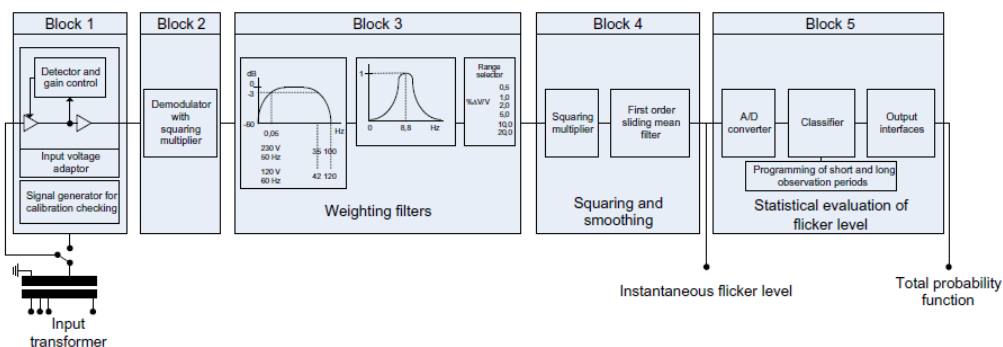 Block 1
Detector and
gain control
Input voltage
adaptor
Signal generator for
calibration checking
Input
transformer
Block 2
Demodulator
with
squaring
multiplier
Block 3
dB
0
-3
-60
0,05
Hz
230 V
50 Hz
35 100
120 V
60 Hz
42 120
1
0
8,8
Hz
Range
selector
%ΔV/V
0,5
1,0
2,0
5,0
10,0
20,0
Weighting filters
Block 4
Squaring
multiplier
First order
sliding mean
filter
Squaring and
smoothing
Instantaneous flicker level
Block 5
A/D
converter
Classifier
Output
interfaces
Programming of short and long
observation periods
Statistical evaluation of
flicker level
Total probability
function